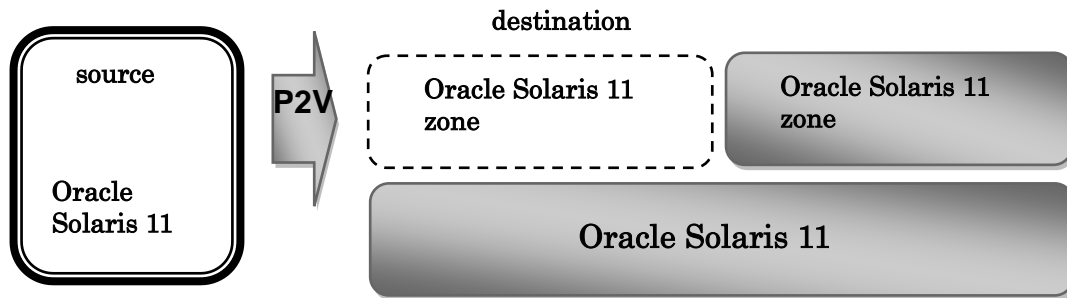 destination
source
P2V
Oracle Solaris 11
zone
Oracle Solaris 11
zone
Oracle
Solaris 11
Oracle Solaris 11